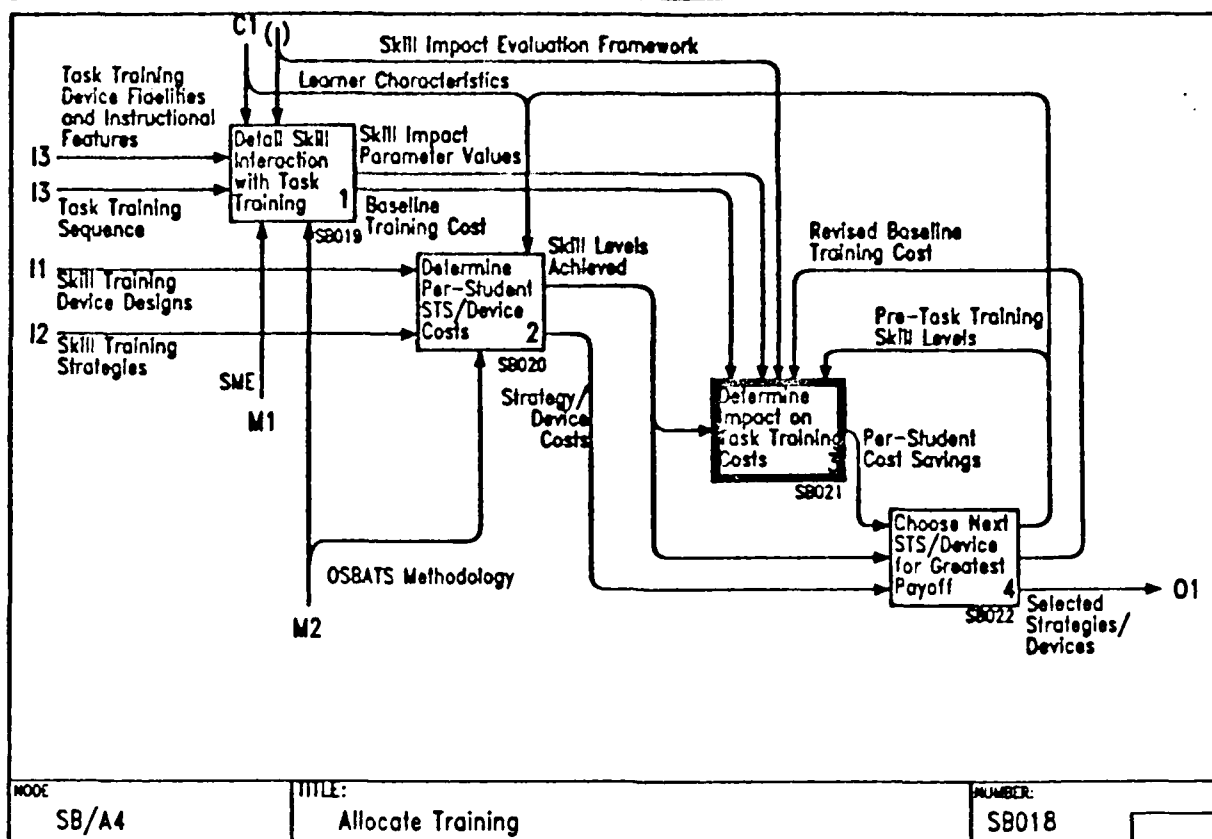 C1
( )
Skill Impact Evaluation Framework
Learner Characteristics
Task Training
Device Fidelities
and Instructional
Features
I3
I3
Task Training
Sequence
Detail Skill
Interaction
with Task
Training
1
SB019
Skill Impact
Parameter Values
Baseline
Training Cost
I1
Skill Training
Device Designs
I2
Skill Training
Strategies
Determine
Per-Student
STS/Device
Costs
2
SB020
Skill Levels
Achieved
Revised Baseline
Training Cost
Pre-Task Training
Skill Levels
SME
M1
Strategy/
Device
Costs
Determine
Impact on
Task Training
Costs
SB021
Per-Student
Cost Savings
OSBATS Methodology
M2
Choose Next
STS/Device
for Greatest
Payoff
4
SB022
O1
Selected
Strategies/
Devices
NODE
SB/A4
TITLE:
Allocate Training
NUMBER:
SB018